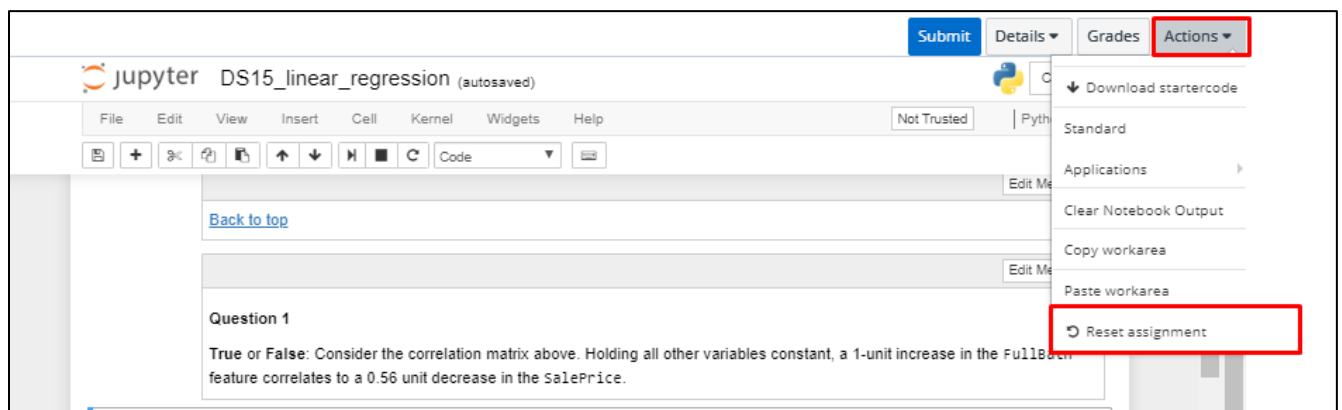 Submit Details Grades Actions
jupyter DS15_linear_regression (autosaved)
Download startercode
File Edit View Insert Cell Kernel Widgets Help Not Trusted
Standard
Code
Applications
Back to top
Clear Notebook Output
Copy workarea
Paste workarea
Question 1
Reset assignment
True or False: Consider the correlation matrix above. Holding all other variables constant, a 1-unit increase in the FullBath
feature correlates to a 0.56 unit decrease in the SalePrice.